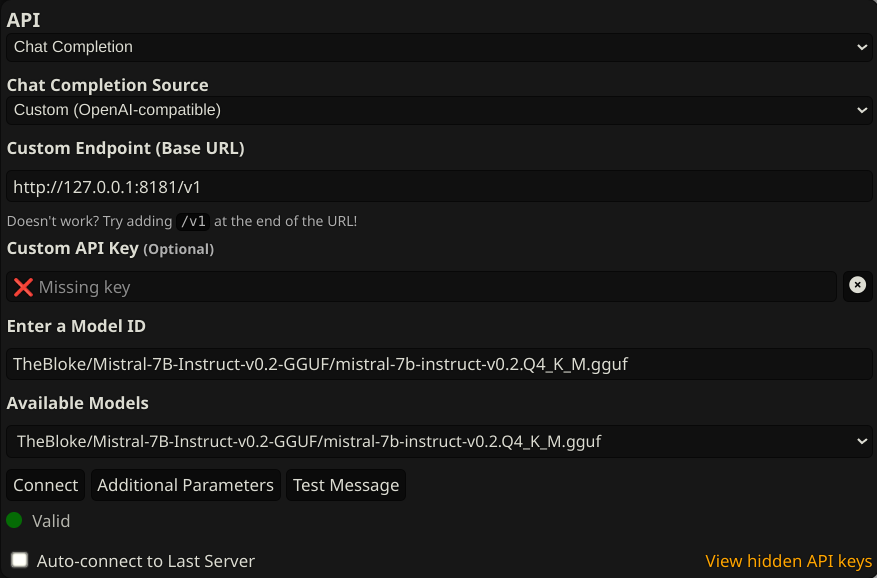 API
Chat Completion
Chat Completion Source
Custom (OpenAI-compatible)
Custom Endpoint (Base URL)
http://127.0.0.1:8181/v1
Doesn't work? Try adding /v1 at the end of the URL!
Custom API Key (Optional)
❌ Missing key
Enter a Model ID
TheBloke/Mistral-7B-Instruct-v0.2-GGUF/mistral-7b-instruct-v0.2.Q4_K_M.gguf
Available Models
TheBloke/Mistral-7B-Instruct-v0.2-GGUF/mistral-7b-instruct-v0.2.Q4_K_M.gguf
Connect Additional Parameters Test Message
Valid
Auto-connect to Last Server View hidden API keys